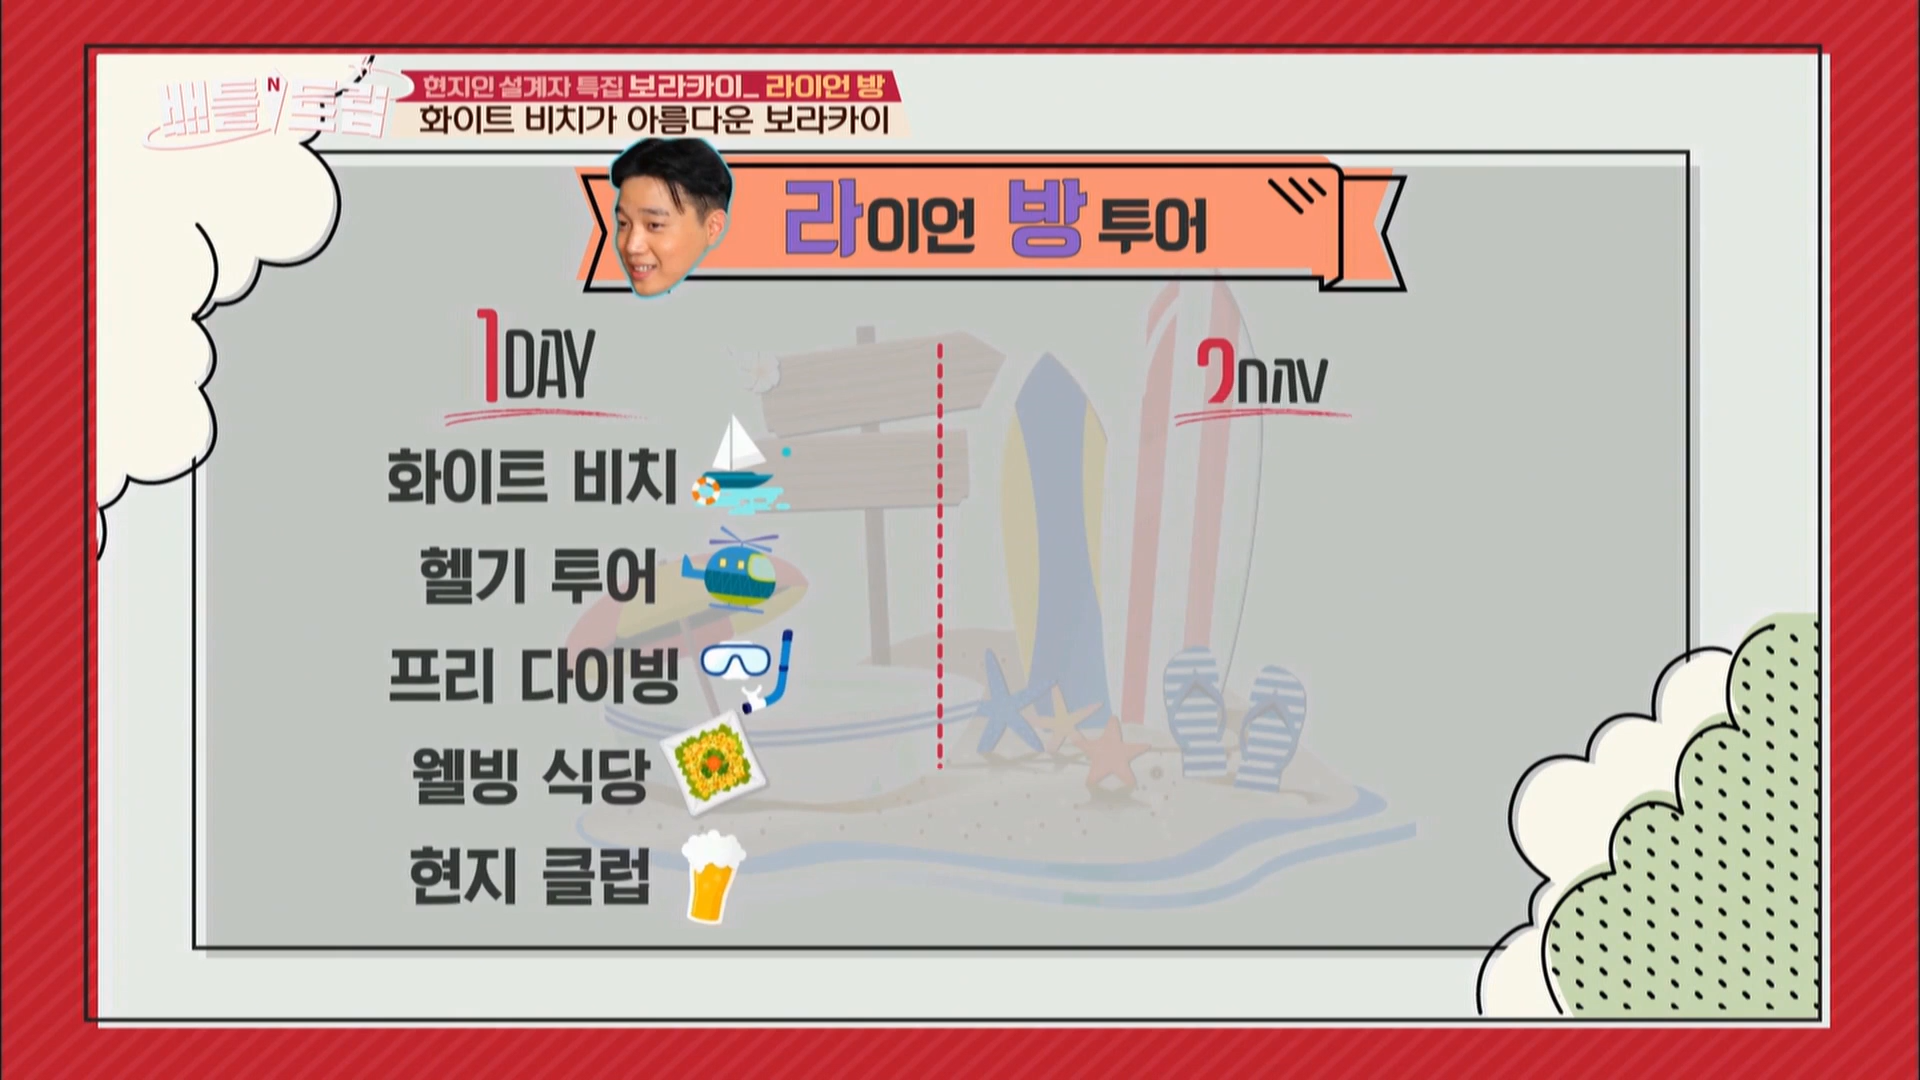 배틀N트립
현지인 설계자 특집 보라카이_ 라이언 방
화이트 비치가 아름다운 보라카이
라이언 방 투어
1DAY
화이트 비치
헬기 투어
프리 다이빙
웰빙 식당
현지 클럽